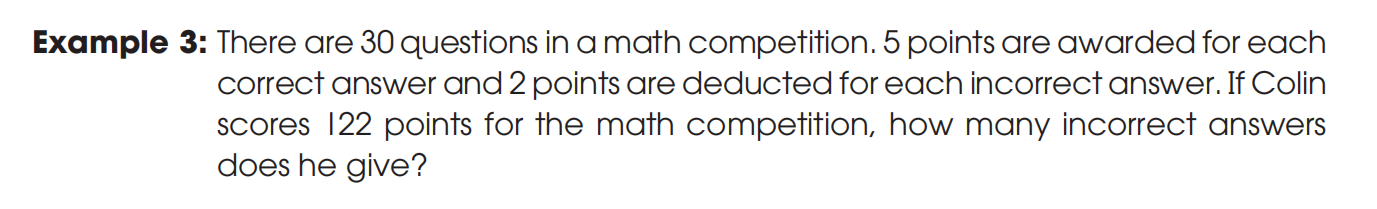 Example 3: There are 30 questions in a math competition. 5 points are awarded for each
correct answer and 2 points are deducted for each incorrect answer. If Colin
scores 122 points for the math competition, how many incorrect answers
does he give?